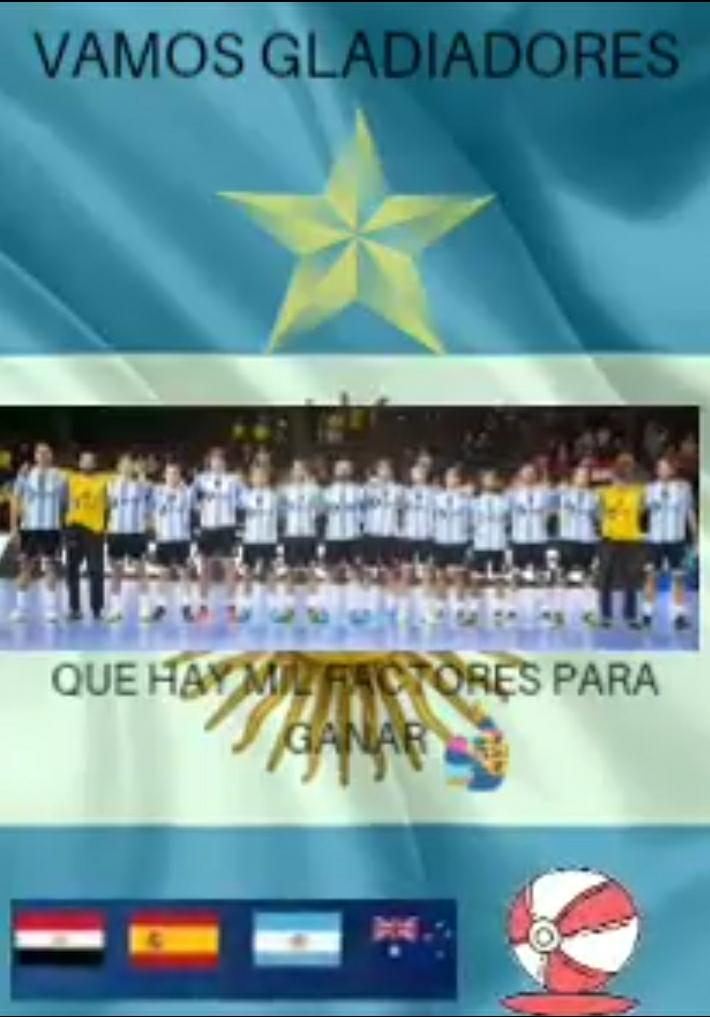 VAMOS GLADIADORES
QUE HAY MIL FACTORES PARA
GANAR